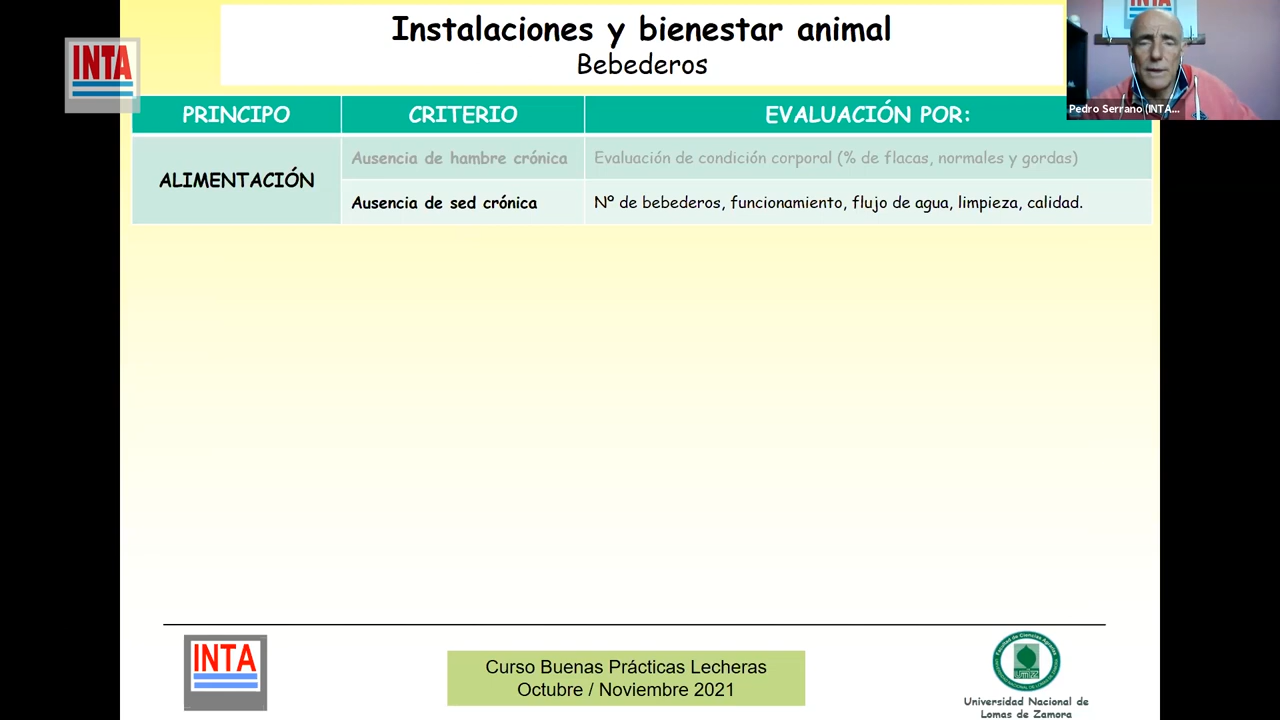 Instalaciones y bienestar animal
Bebederos
INTA
INTA
Pedro Serrano (INTA...
PRINCIPO
CRITERIO
EVALUACIÓN POR:
ALIMENTACIÓN
Ausencia de hambre crónica
Evaluación de condición corporal (% de flacas, normales y gordas)
Ausencia de sed crónica
Nº de bebederos, funcionamiento, flujo de agua, limpieza, calidad.
INTA
Curso Buenas Prácticas Lecheras
Octubre / Noviembre 2021
Universidad Nacional de
Lomas de Zamora